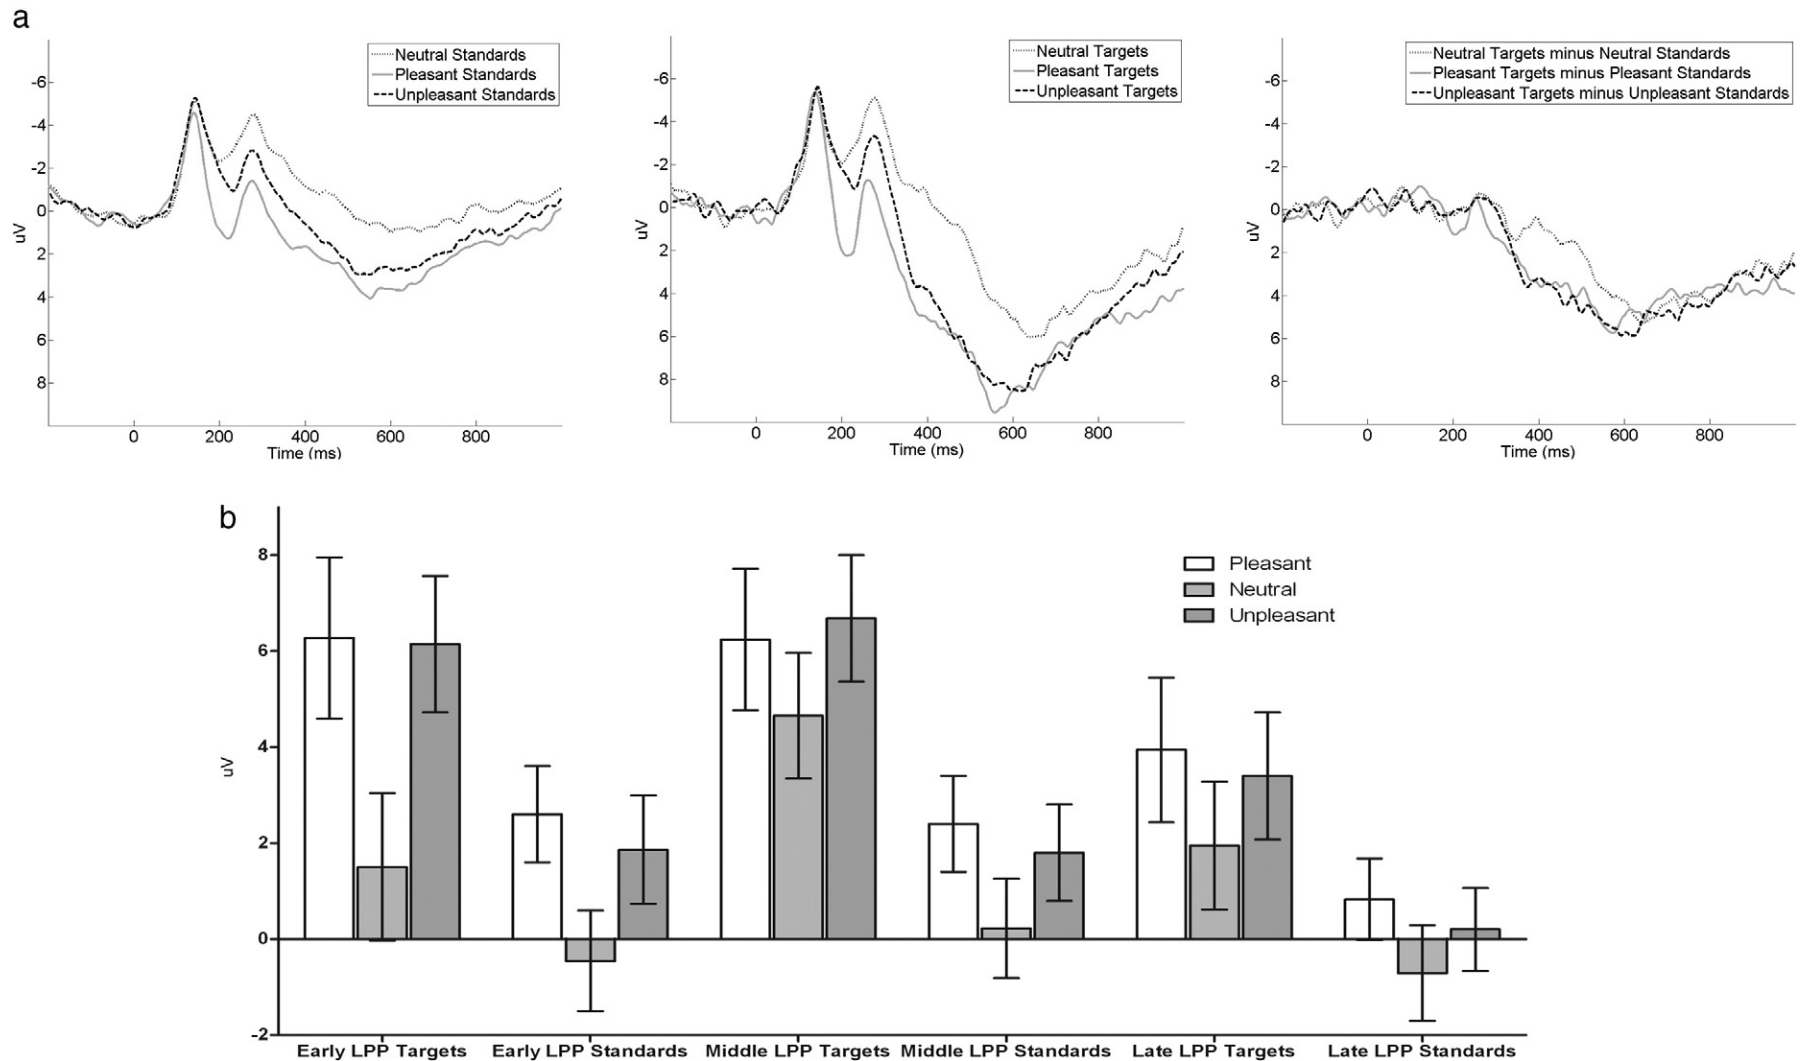 a
Neutral Standards
Pleasant Standards
Unpleasant Standards
-6
-4
-2
0
2
4
6
8
uV
0 200 400 600 800
Time (ms)
Neutral Targets
Pleasant Targets
Unpleasant Targets
-6
-4
-2
0
2
4
6
8
uV
0 200 400 600 800
Time (ms)
Neutral Targets minus Neutral Standards
Pleasant Targets minus Pleasant Standards
Unpleasant Targets minus Unpleasant Standards
-6
-4
-2
0
2
4
6
8
uV
0 200 400 600 800
Time (ms)
b
8
6
4
2
0
-2
uV
Pleasant
Neutral
Unpleasant
Early LPP Targets Early LPP Standards Middle LPP Targets Middle LPP Standards Late LPP Targets Late LPP Standards